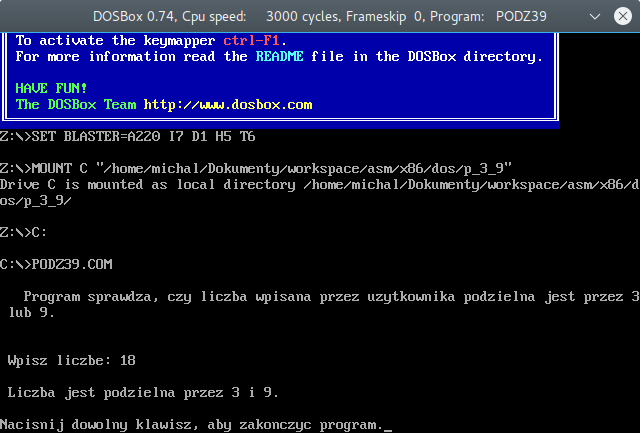 DOSBox 0.74, Cpu speed: 3000 cycles, Frameskip 0, Program: PODZ39
To activate the keymapper ctrl-F1.
For more information read the README file in the DOSBox directory.
HAVE FUN!
The DOSBox Team http://www.dosbox.com
Z:\>SET BLASTER=A220 I7 D1 H5 T6
Z:\>MOUNT C "/home/michal/Dokumenty/workspace/asm/x86/dos/p_3_9"
Drive C is mounted as local directory /home/michal/Dokumenty/workspace/asm/x86/d
os/p_3_9/
Z:\>C:
C:\>PODZ39.COM
Program sprawdza, czy liczba wpisana przez uzytkownika podzielna jest przez 3
lub 9.
Wpisz liczbe: 18
Liczba jest podzielna przez 3 i 9.
Nacisnij dowolny klawisz, aby zakonczyc program._